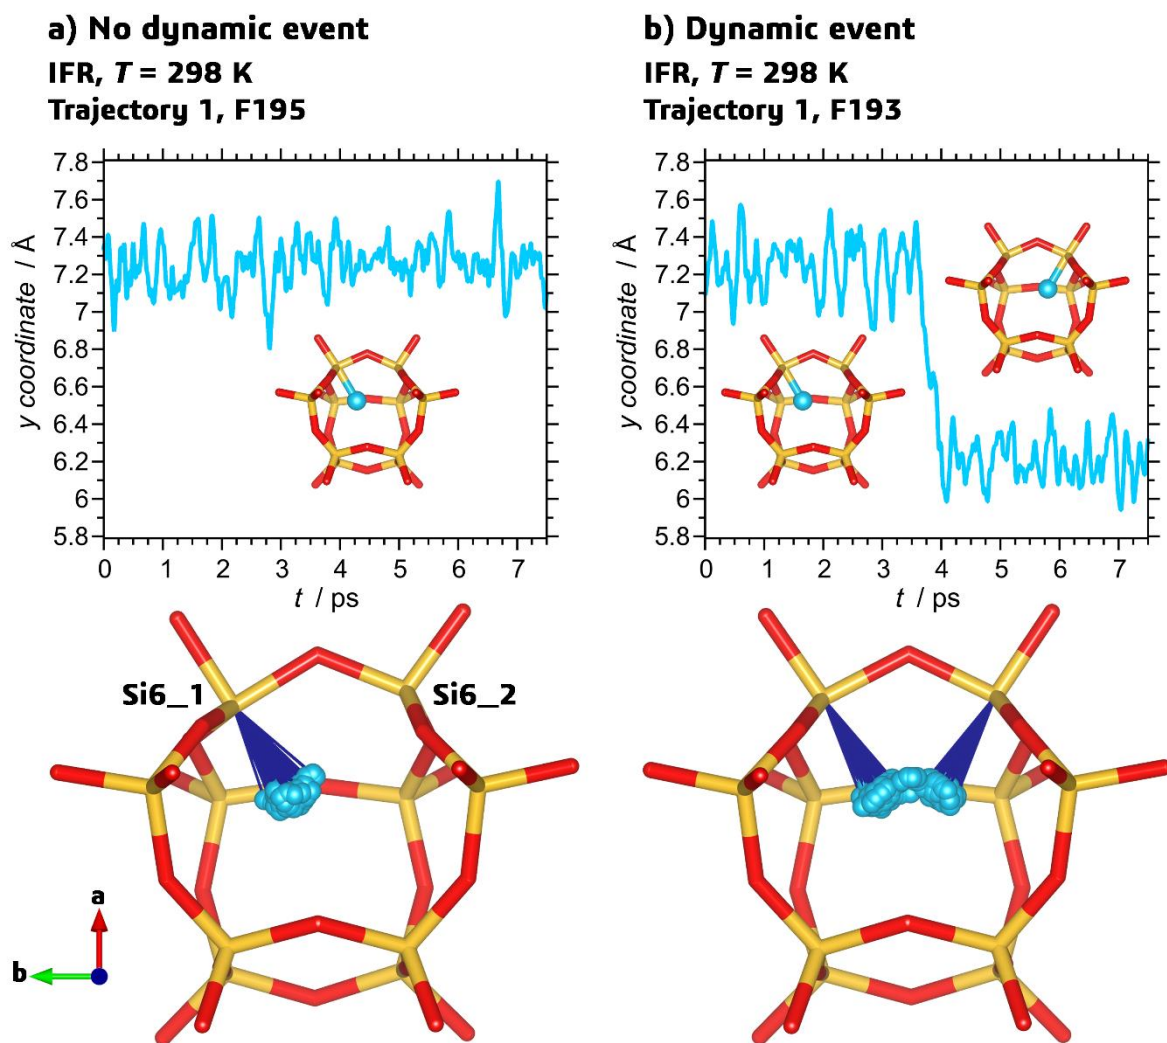 a) No dynamic event
IFR, T = 298 K
Trajectory 1, F195
7.8
7.6
7.4
7.2
7
6.8
6.6
6.4
6.2
6
5.8
y coordinate / Å
0 1 2 3 4 5 6 7
t / ps
Si6_1 Si6_2
a
b
b) Dynamic event
IFR, T = 298 K
Trajectory 1, F193
7.8
7.6
7.4
7.2
7
6.8
6.6
6.4
6.2
6
5.8
y coordinate / Å
0 1 2 3 4 5 6 7
t / ps